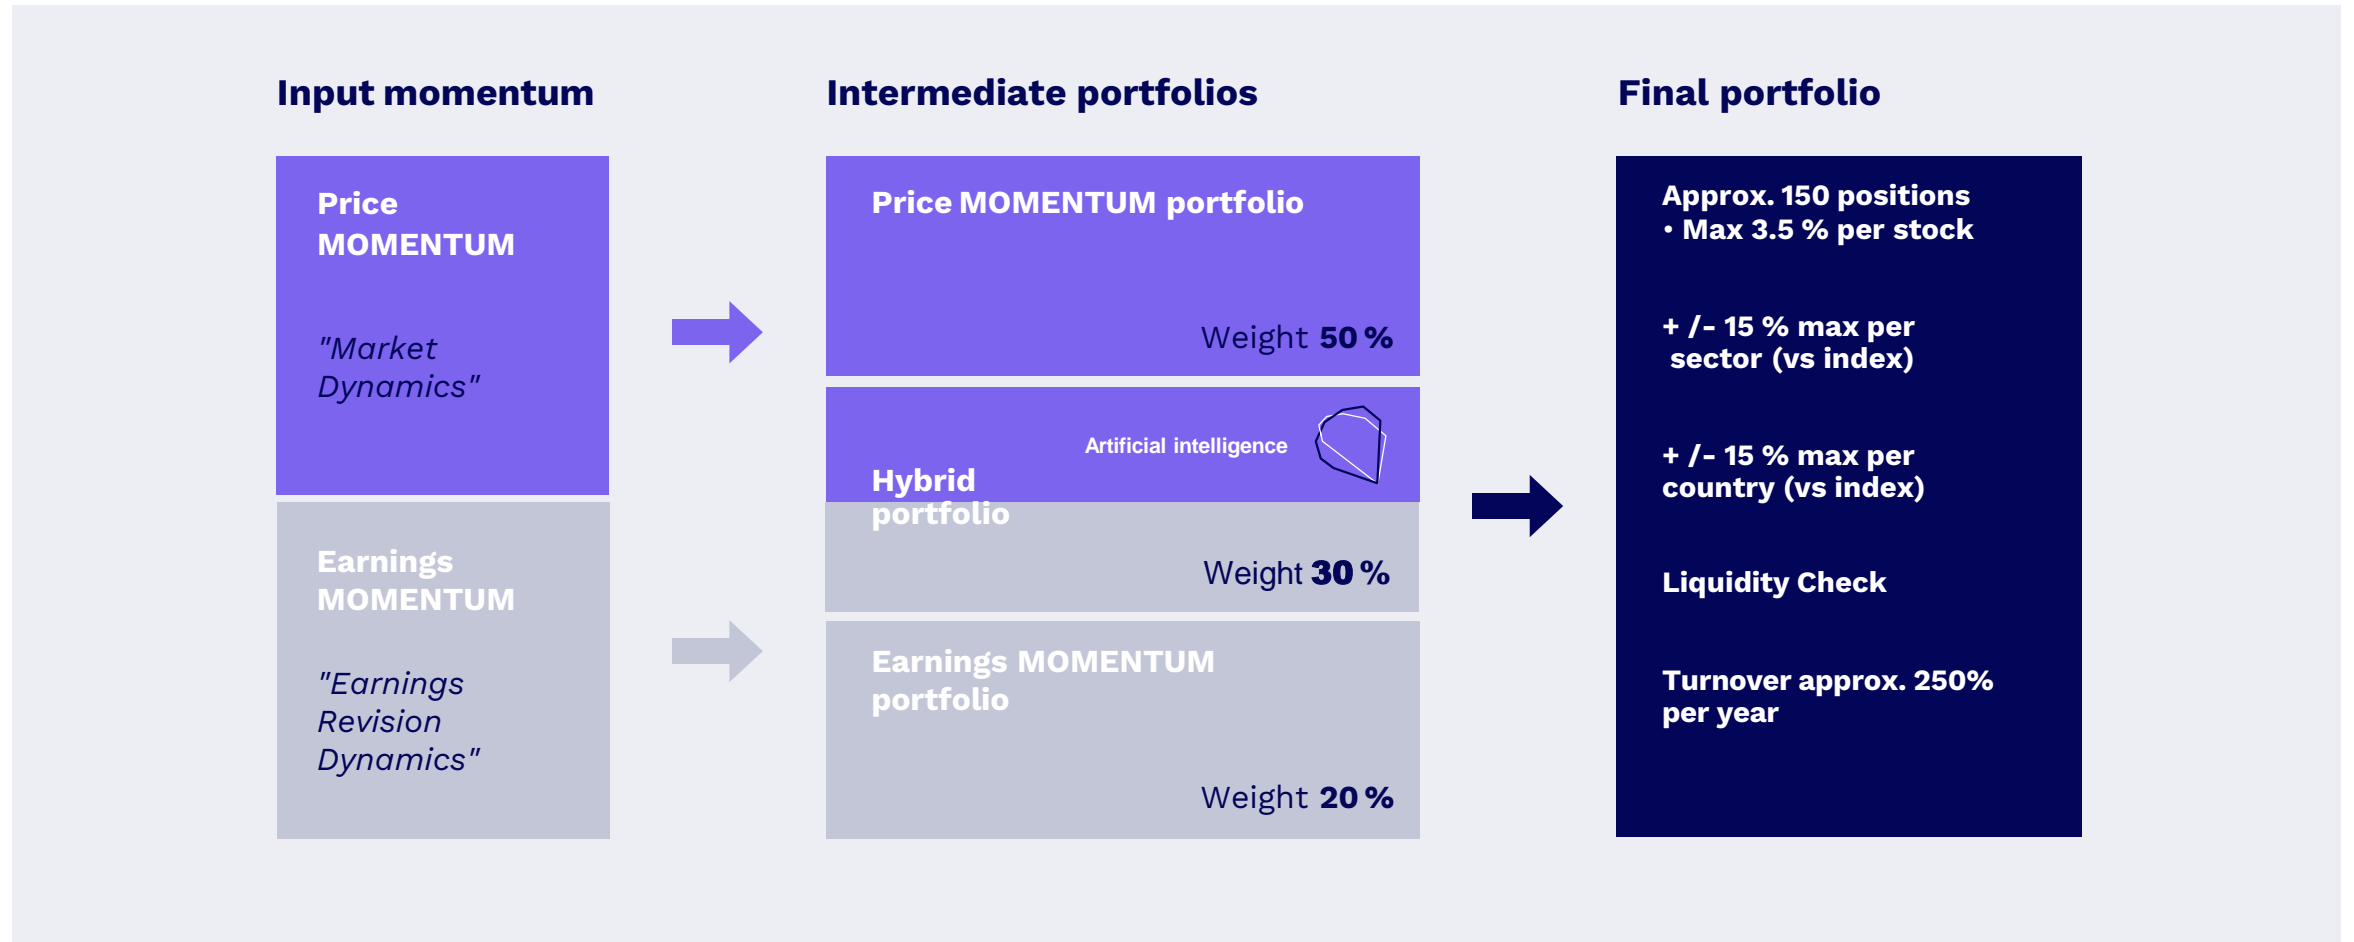 Input momentum
Intermediate portfolios
Final portfolio
Price
MOMENTUM
"Market
Dynamics"
Earnings
MOMENTUM
"Earnings
Revision
Dynamics"
Price MOMENTUM portfolio
Weight 50 %
Artificial intelligence
Hybrid
portfolio
Weight 30 %
Earnings MOMENTUM
portfolio
Weight 20 %
Approx. 150 positions
• Max 3.5 % per stock
+ /- 15 % max per
sector (vs index)
+ /- 15 % max per
country (vs index)
Liquidity Check
Turnover approx. 250%
per year